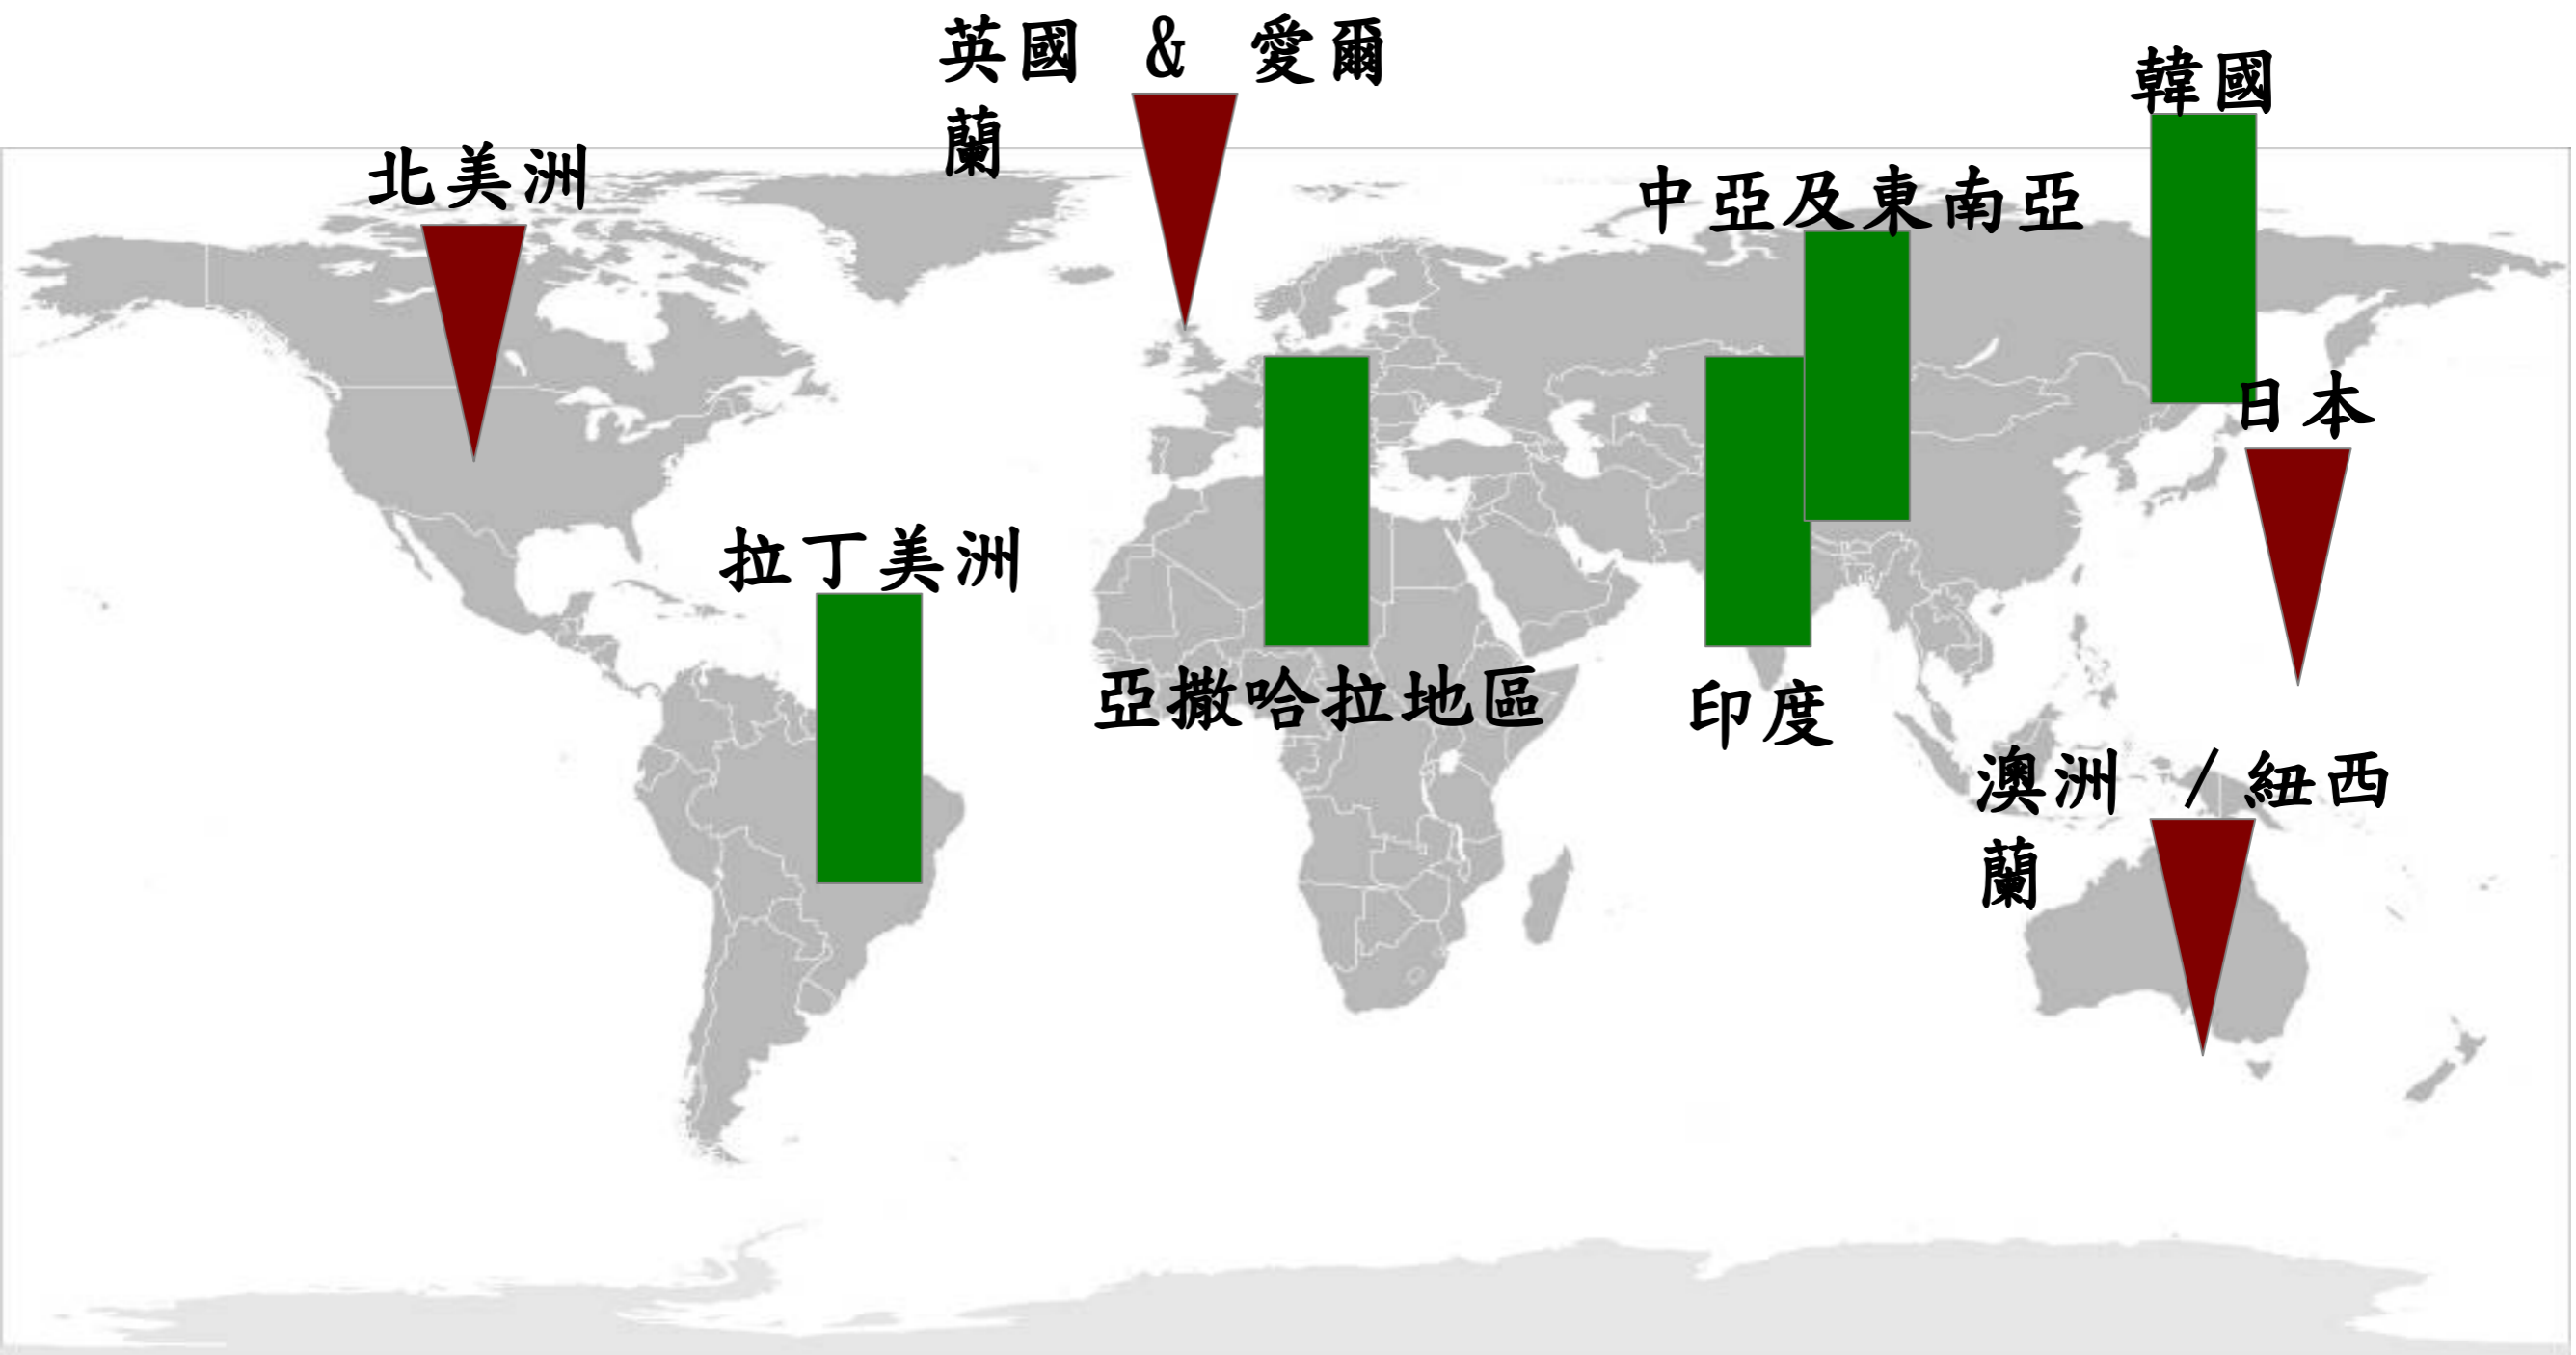 英國 & 愛爾
蘭
韓國
北美洲
中亞及東南亞
日本
拉丁美洲
亞撒哈拉地區
印度
澳洲 /紐西
蘭